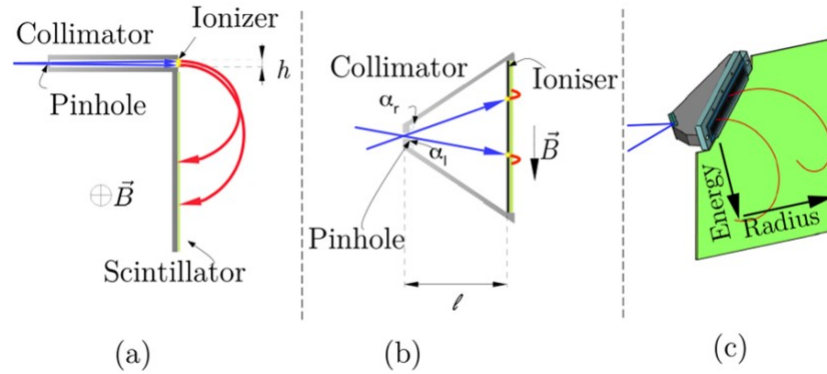 Collimator
Ionizer
h
Pinhole
⊕B⃗
Scintillator
(a)
Collimator
Ioniser
αr
αl
B⃗
Pinhole
ℓ
(b)
Energy
Radius
(c)